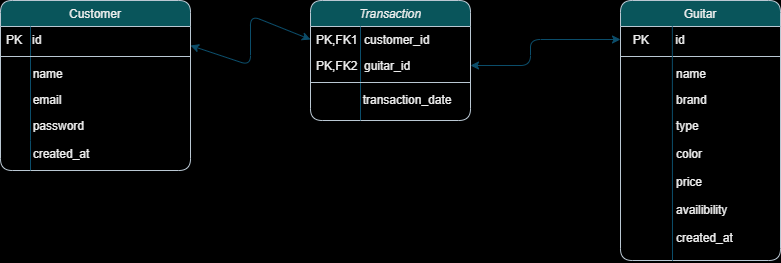 Customer
PK id
name
email
password
created_at
Transaction
PK,FK1 customer_id
PK,FK2 guitar_id
transaction_date
Guitar
PK id
name
brand
type
color
price
availibility
created_at